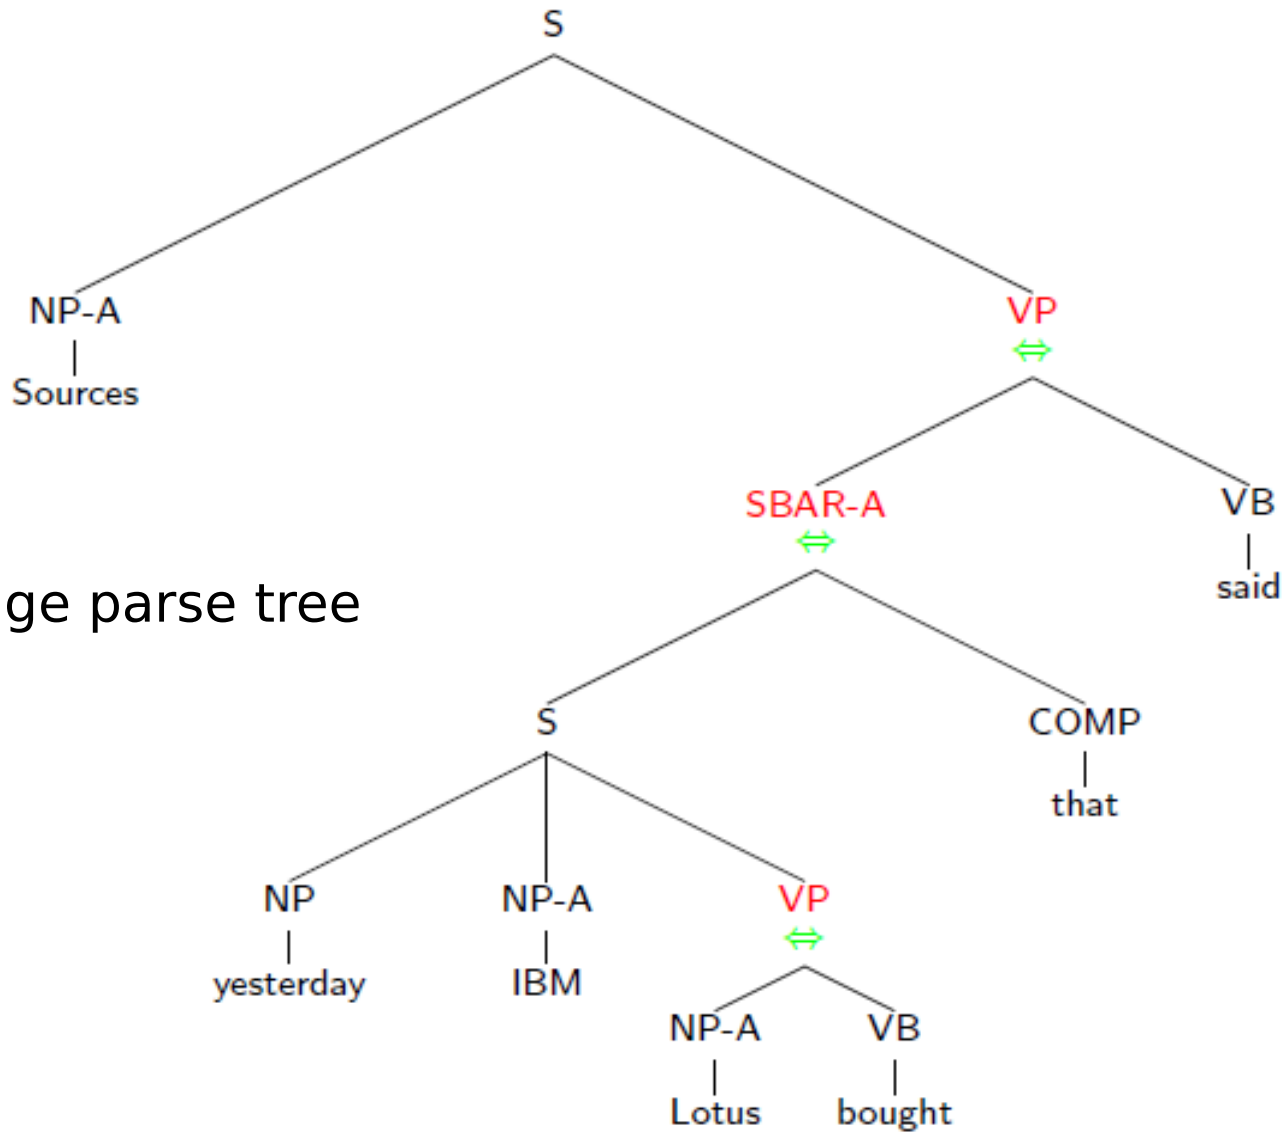 S
NP-A VP
⇔
Sources
SBAR-A VB
⇔
said
ge parse tree
S COMP
that
NP NP-A VP
⇔
yesterday IBM
NP-A VB
Lotus bought